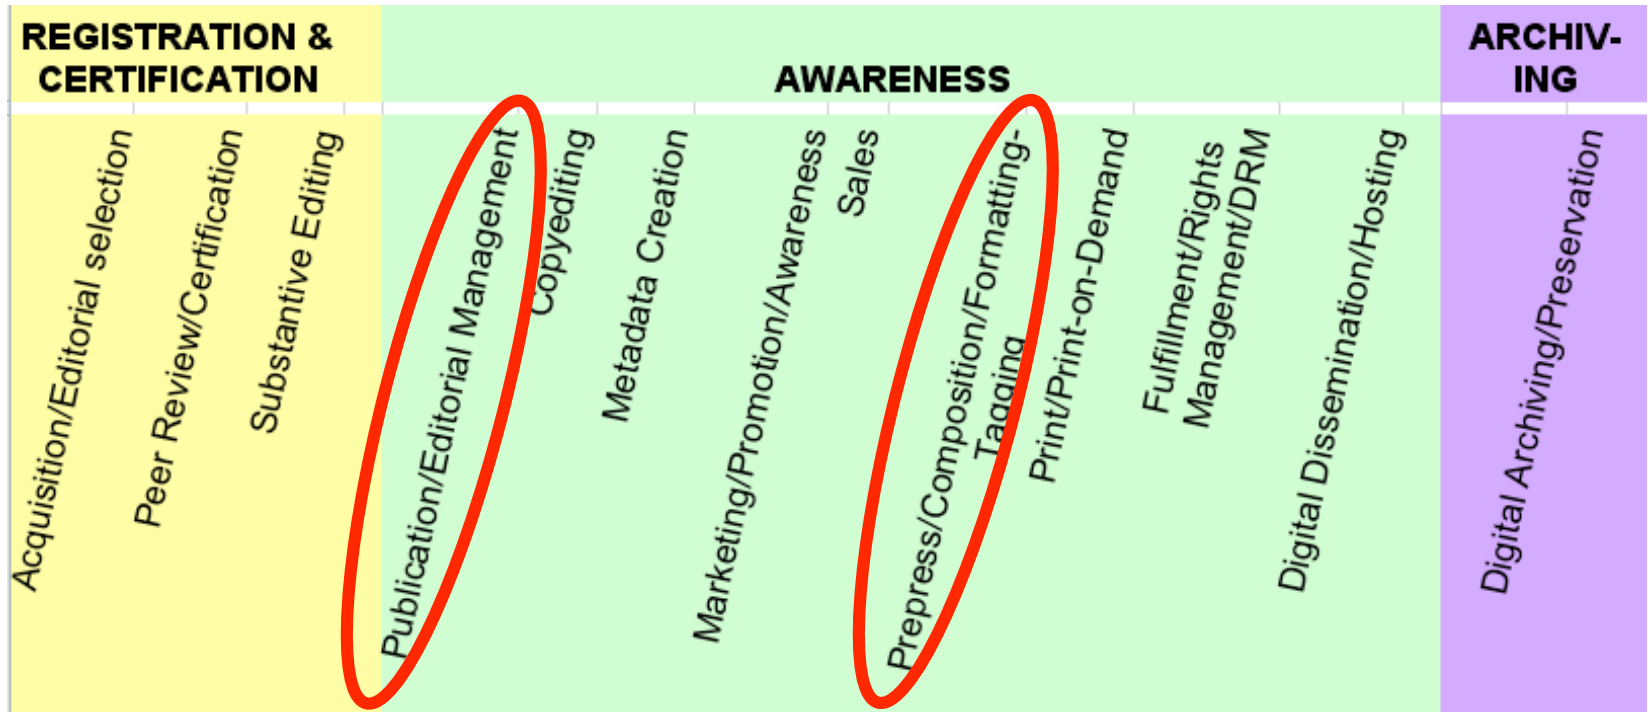 REGISTRATION &
CERTIFICATION
AWARENESS
ARCHIV-
ING
Acquisition/Editorial selection
Peer Review/Certification
Substantive Editing
Publication/Editorial Management
Copyediting
Metadata Creation
Marketing/Promotion/Awareness
Sales
Prepress/Composition/Formatting-
Tagging
Print/Print-on-Demand
Fulfillment/Rights
Management/DRM
Digital Dissemination/Hosting
Digital Archiving/Preservation